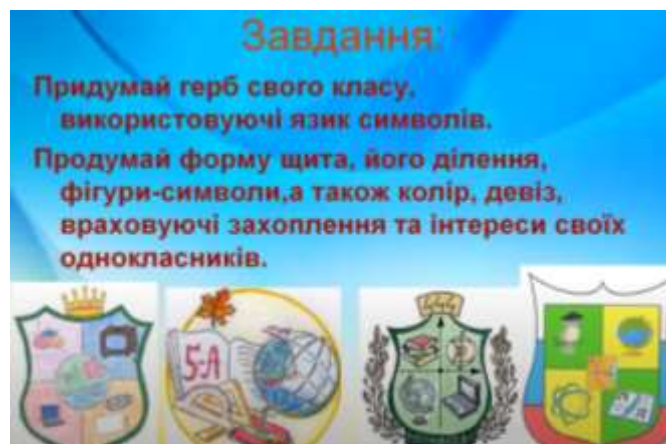 Завдання:
Придумай герб свого класу,
використовуючі язик символів.
Продумай форму щита, його ділення,
фігури-символи,а також колір, девіз,
враховуючі захоплення та інтереси своїх
однокласників.
5-А